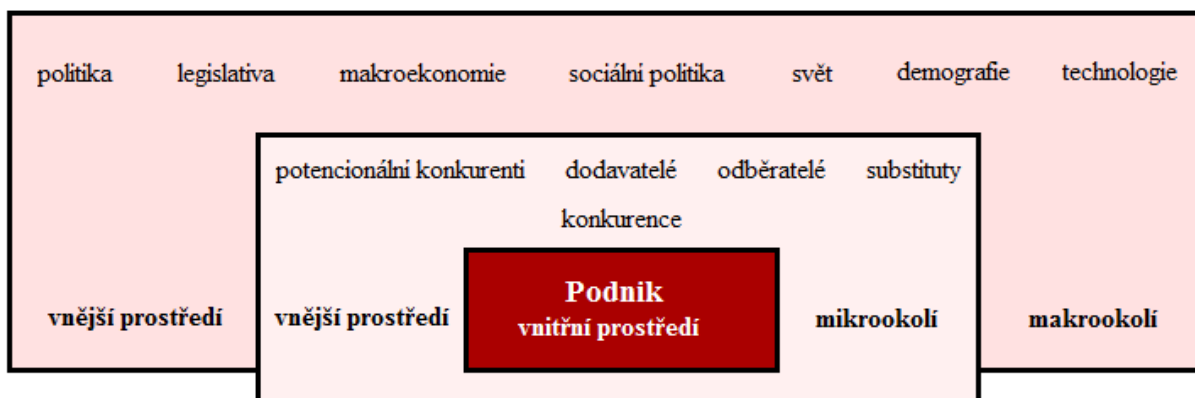 politika legislativa makroekonomie sociální politika svět demografie technologie
potencionální konkurenti dodavatelé odběratelé substituty
konkurence
Podnik
vnější prostředí vnější prostředí vnitřní prostředí mikrookolí makrookolí